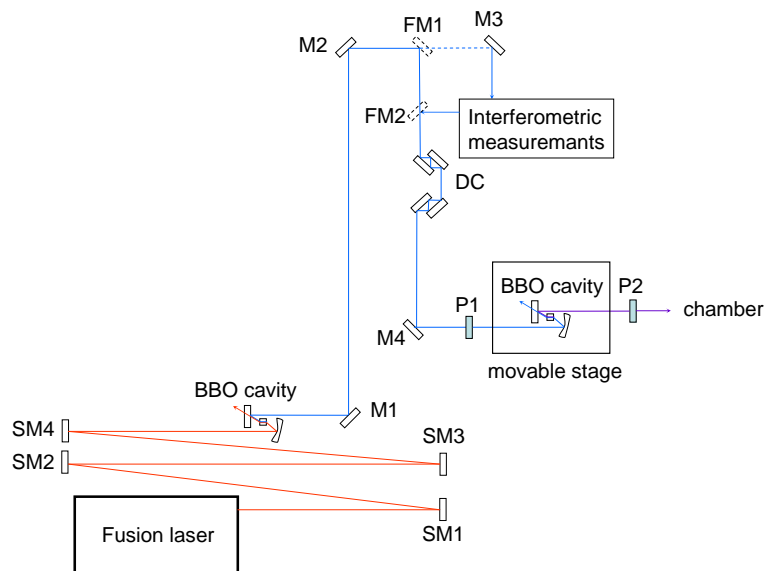 FM1
M3
M2
FM2
Interferometric
measuremants
DC
BBO cavity
P2
P1
chamber
M4
movable stage
BBO cavity
M1
SM4
SM3
SM2
SM1
Fusion laser